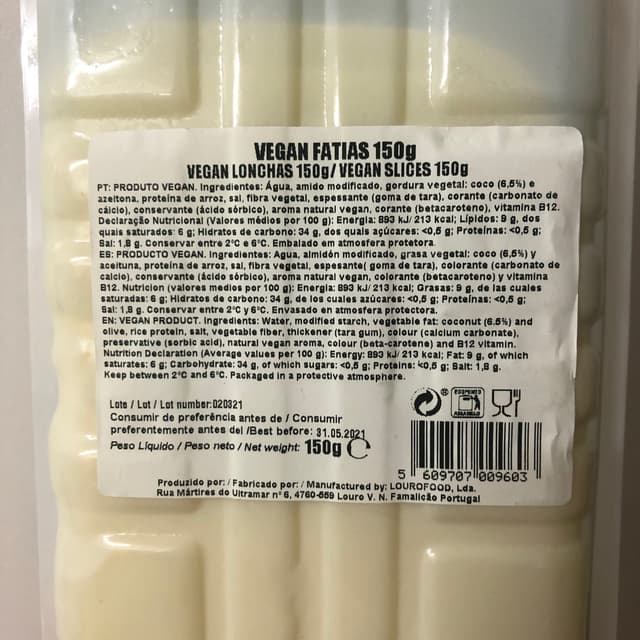 VEGAN FATIAS 150g
VEGAN LONCHAS 150g/ VEGAN SLICES 150g
PT: PRODUTO VEGAN. Ingredientes: Água, amido modificado, gordura vegetal: coco (6,5%) e
azeitona, proteína de arroz, sal, fibra vegetal, espessante (goma de tara), corante (carbonato de
cálcio), conservante (ácido sórbico), aroma natural vegan, corante (betacaroteno), vitamina B12.
Declaração Nutricional (Valores médios por 100 g): Energia: 893 kJ/ 213 kcal; Lípidos: 9 g, dos
quais saturados: 6 g; Hidratos de carbono: 34 g, dos quais açúcares: <0,5 g; Proteínas: <0,5 g;
Sal: 1,8 g. Conservar entre 2ºC e 6ºC. Embalado em atmosfera protetora.
ES: PRODUCTO VEGAN. Ingredientes: Agua, almidón modificado, grasa vegetal: coco (6,5%) y
aceituna, proteína de arroz, sal, fibra vegetal, espesante( goma de tara), colorante (carbonato de
calcio), conservante (ácido sórbico), aroma natural vegan, colorante (betacaroteno) y vitamina
B12. Nutricion (valores medios por 100 g): Energía: 893 kJ/ 213 kcal; Grasas: 9 g, de las cuales
saturadas: 6 g; Hidratos de carbono: 34 g, de los cuales azúcares: <0,5 g; Proteínas: <0,5 g;
Sal: 1,8 g. Conservar entre 2ºC y 6ºC. Envasado en atmosfera protectora.
EN: VEGAN PRODUCT. Ingredients: Water, modified starch, vegetable fat: coconut (6.5%) and
olive, rice protein, salt, vegetable fiber, thickener (tara gum), colour (calcium carbonate),
preservative (sorbic acid), natural vegan aroma, colour (beta-carotene) and B12 vitamin.
Nutrition Declaration (Average values per 100 g): Energy: 893 kJ/ 213 kcal; Fat: 9 g, of which
saturates: 6 g; Carbohydrate: 34 g, of which sugars: <0,5 g; Proteins: <0,5 g; Salt: 1,8 g.
Keep between 2ºC and 6ºC. Packaged in a protective atmosphere.
Lote / Lot / Lot number: 020321
Consumir de preferência antes de / Consumir
preferentemente antes del /Best before: 31.05.2021
Peso Líquido / Peso neto / Net weight: 150g CE
5 609707 009603
Produzido por: / Fabricado por: / Manufactured by: LOUROFOOD, Lda.
Rua Mártires do Ultramar nº 6, 4760-559 Louro V. N. Famalicão Portugal